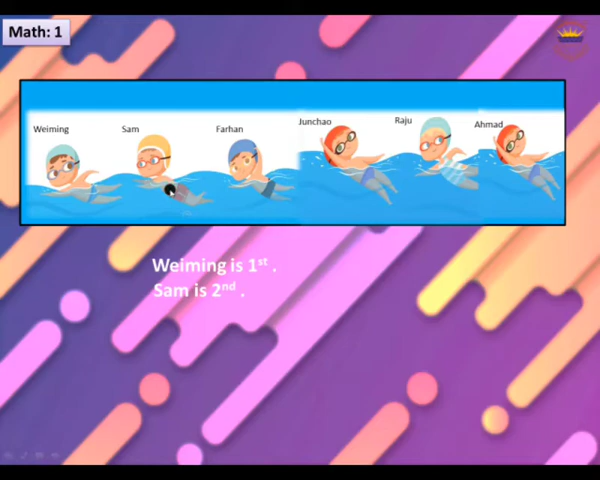 Math: 1
Weiming
Sam
Farhan
Junchao
Raju
Ahmad
Weiming is 1st .
Sam is 2nd .